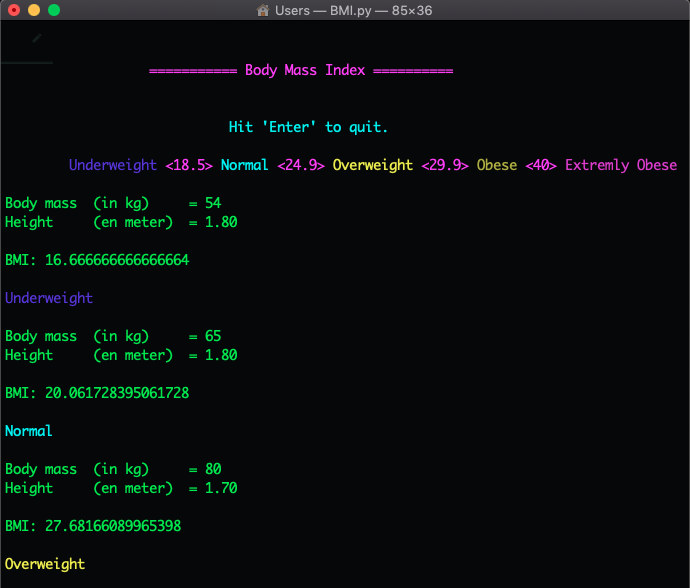 Users — BMI.py — 85×36
=========== Body Mass Index ==========
Hit 'Enter' to quit.
Underweight <18.5> Normal <24.9> Overweight <29.9> Obese <40> Extremly Obese
Body mass  (in kg)     = 54
Height     (en meter)  = 1.80
BMI: 16.666666666666664
Underweight
Body mass  (in kg)     = 65
Height     (en meter)  = 1.80
BMI: 20.061728395061728
Normal
Body mass  (in kg)     = 80
Height     (en meter)  = 1.70
BMI: 27.68166089965398
Overweight